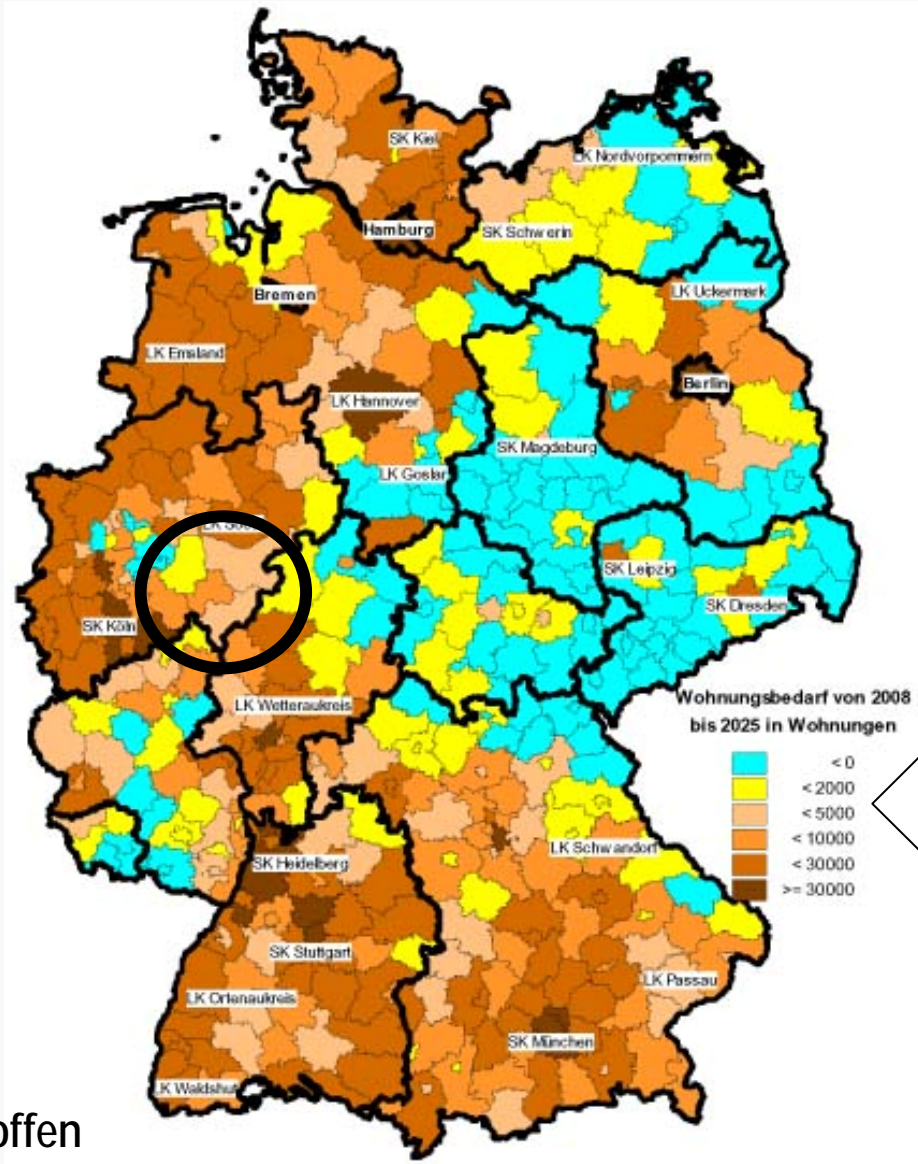 SK Kiel
LK Nordvorpommern
Hamburg
SK Schwerin
LK Uckermark
Bremen
LK Emsland
Berlin
LK Hannover
SK Magdeburg
LK Goslar
SK Leipzig
SK Dresden
SK Köln
Wohnungsbedarf von 2008
bis 2025 in Wohnungen
LK Wetteraukreis
< 0
< 2000
< 5000
< 10000
< 30000
>= 30000
LK Schwandorf
SK Heidelberg
SK Stuttgart
LK Passau
LK Ortenaukreis
SK München
LK Waldshut
offen